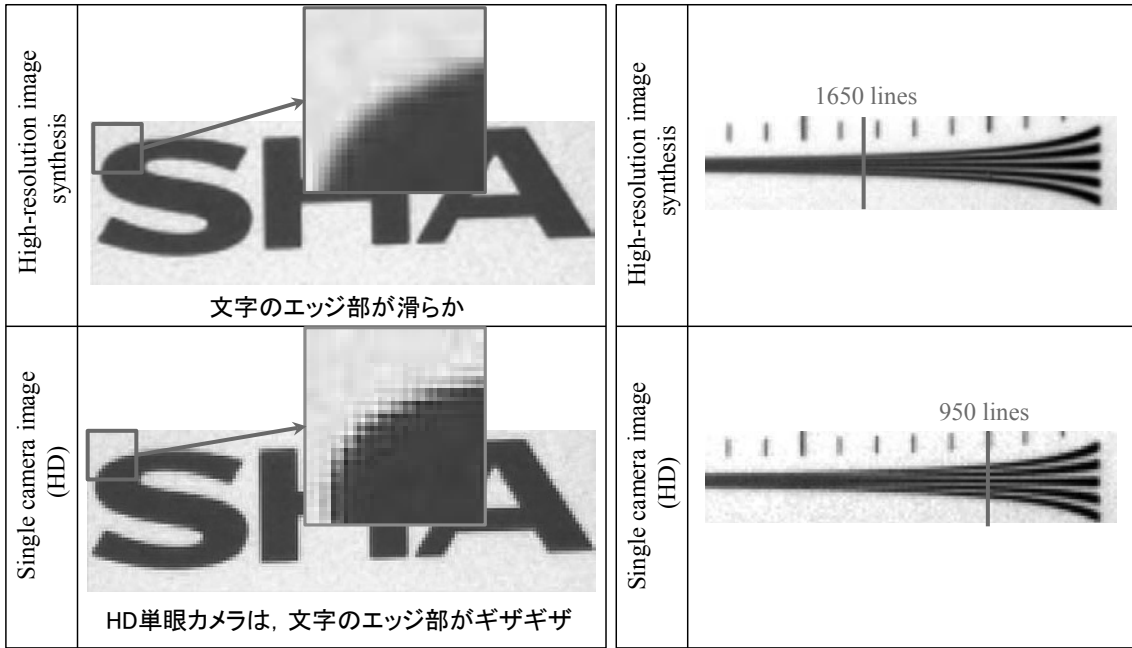 High-resolution image
synthesis
SHA
文字のエッジ部が滑らか
Single camera image
(HD)
SHA
HD単眼カメラは，文字のエッジ部がギザギザ
High-resolution image
synthesis
1650 lines
Single camera image
(HD)
950 lines